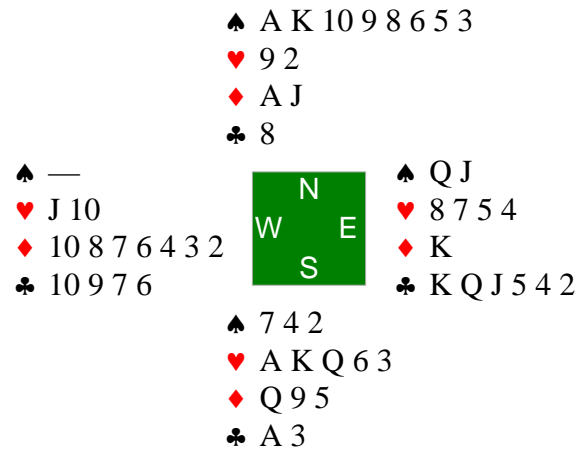 ♠ A K 10 9 8 6 5 3
♥ 9 2
♦ A J
♣ 8
♠ —
♥ J 10
♦ 10 8 7 6 4 3 2
♣ 10 9 7 6
N
W E
S
♠ Q J
♥ 8 7 5 4
♦ K
♣ K Q J 5 4 2
♠ 7 4 2
♥ A K Q 6 3
♦ Q 9 5
♣ A 3